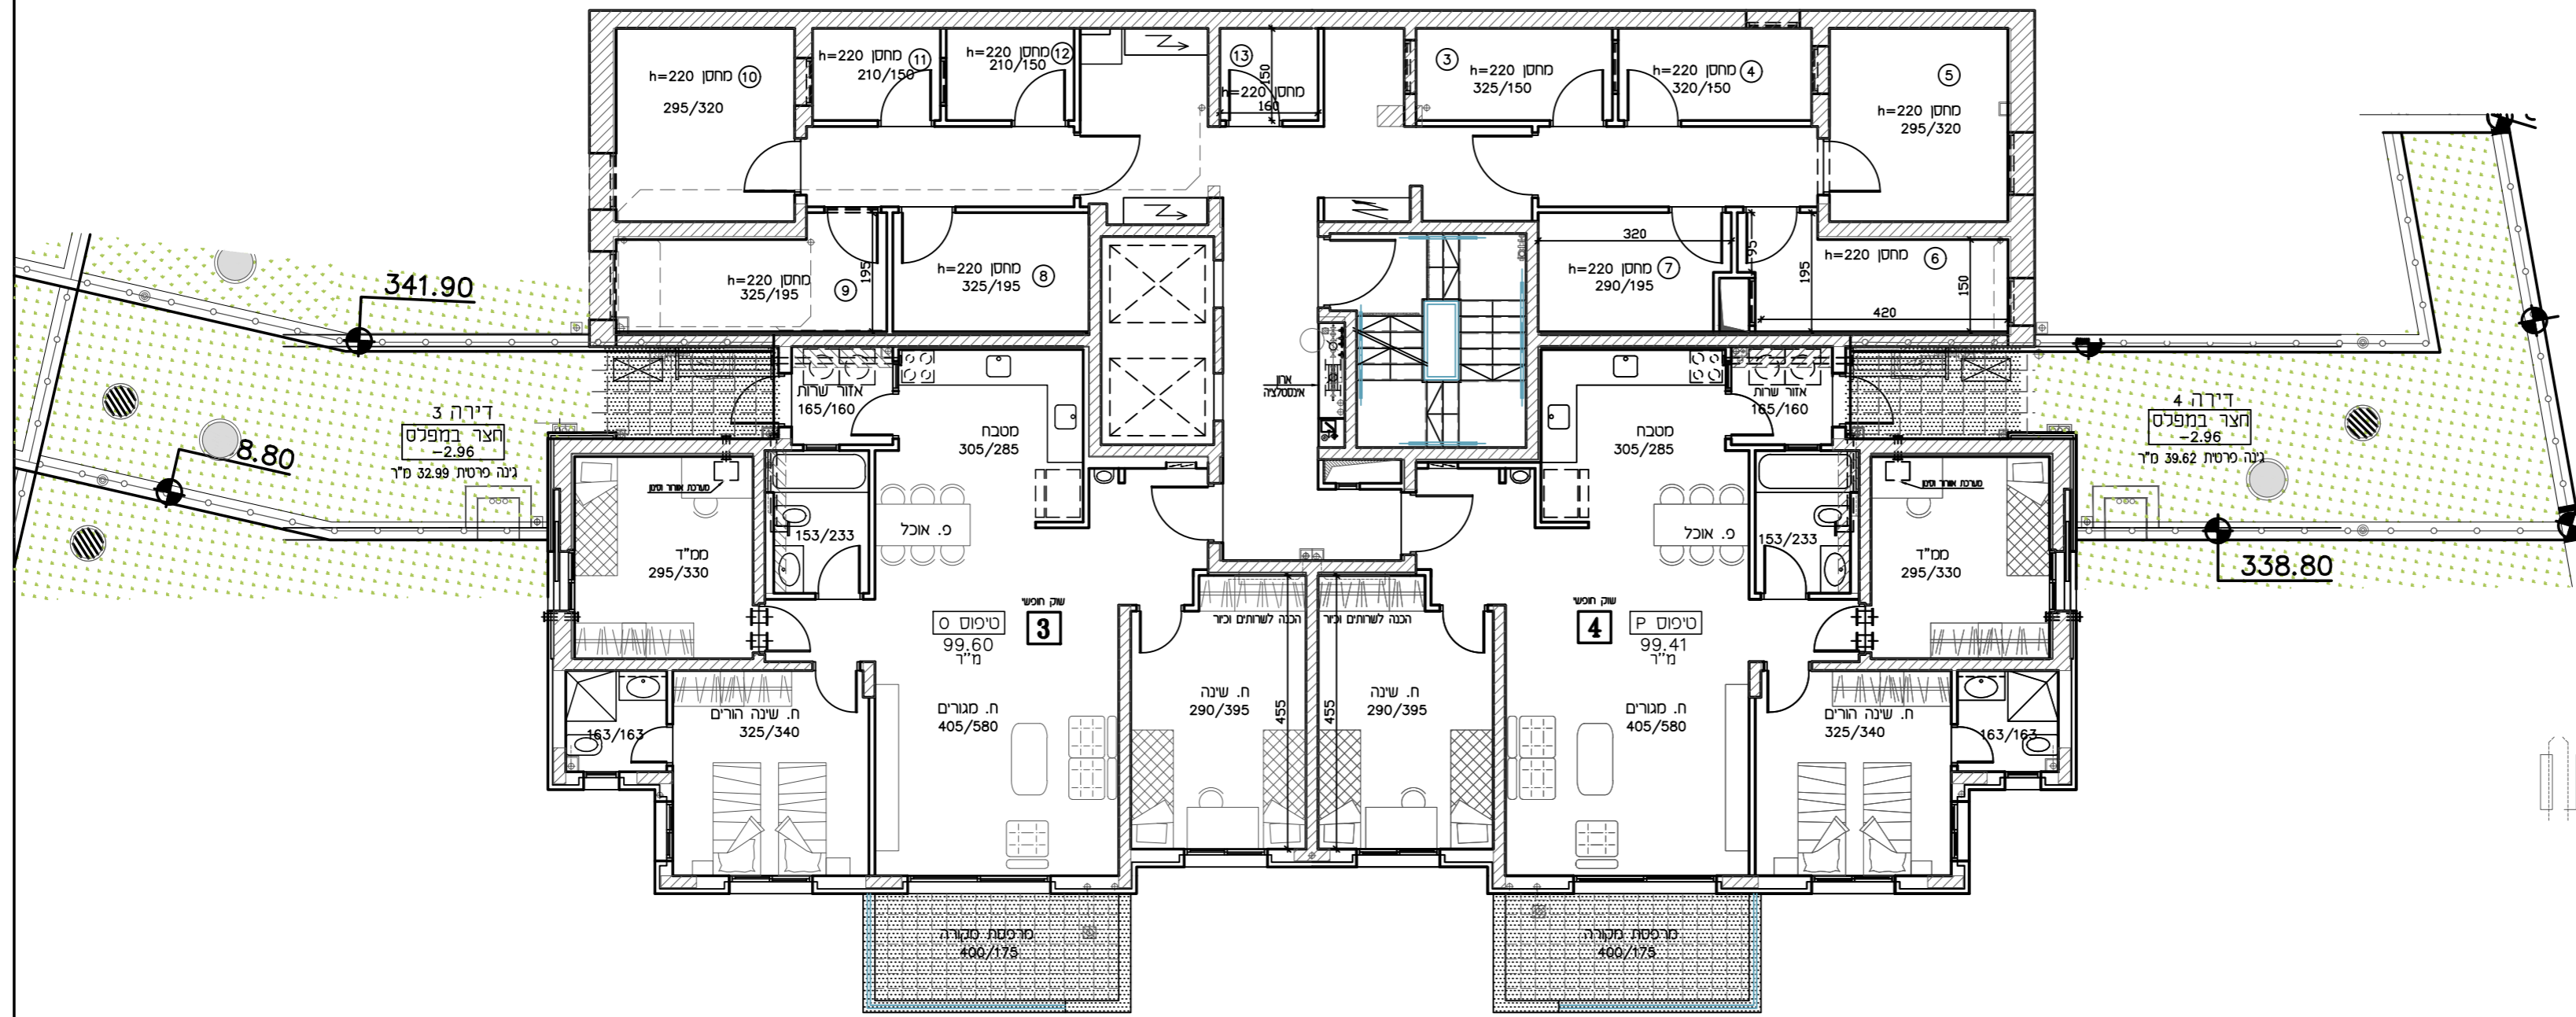 10 מחסן h=220
295/320
11 מחסן h=220
210/150
12 מחסן h=220
210/150
13
150
מחסן h=220
160
3
מחסן h=220
325/150
4 מחסן h=220
320/150
5
מחסן h=220
295/320
מחסן h=220
325/195
9
195
מחסן h=220
325/195
8
320
7 מחסן h=220
290/195
95
195
6
מחסן h=220
150
420
341.90
8.80
דירה 3
חצר במפלס
-2.96
גינה פרטית 32.99 מ"ר
אזור שרות
165/160
מטבח
305/285
ארון
אינסטלציה
מטבח
305/285
אזור שרות
165/160
דירה 4
חצר במפלס
-2.96
גינה פרטית 39.62 מ"ר
338.80
מערכת אוורור וסינון
ממ"ד
295/330
153/233
פ. אוכל
פ. אוכל
153/233
מערכת אוורור וסינון
ממ"ד
295/330
טיפוס O
99.60
מ"ר
שוק חופשי
3
הכנה לשרותים וכיור
הכנה לשרותים וכיור
שוק חופשי
4
טיפוס P
99.41
מ"ר
163/163
ח. שינה הורים
325/340
ח. מגורים
405/580
ח. שינה
290/395
455
455
ח. שינה
290/395
ח. מגורים
405/580
ח. שינה הורים
325/340
163/163
מרפסת מקורה
400/175
מרפסת מקורה
400/175